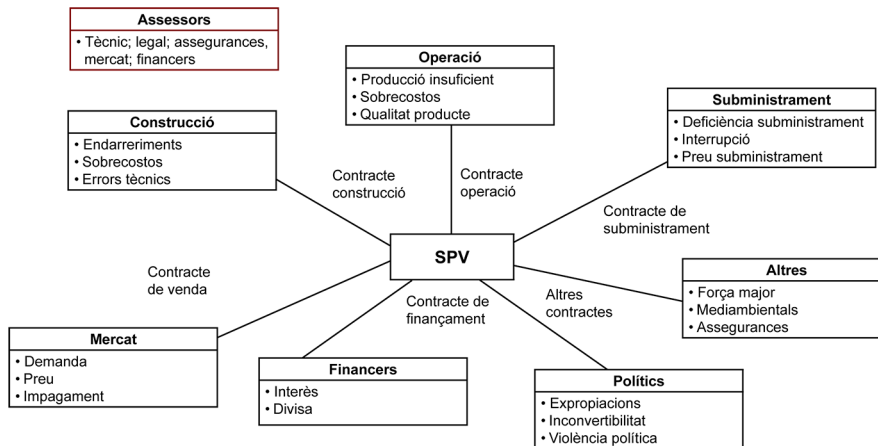 Assessors
• Tècnic; legal; assegurances,
mercat; financers
Operació
• Producció insuficient
• Sobrecostos
• Qualitat producte
Subministrament
• Deficiència subministrament
• Interrupció
• Preu subministrament
Construcció
• Endarreriments
• Sobrecostos
• Errors tècnics
Contracte
construcció
Contracte
operació
Contracte de
subministrament
SPV
Contracte
de venda
Contracte de
finançament
Altres
contractes
Altres
• Força major
• Mediambientals
• Assegurances
Mercat
• Demanda
• Preu
• Impagament
Financers
• Interès
• Divisa
Polítics
• Expropiacions
• Inconvertibilitat
• Violència política